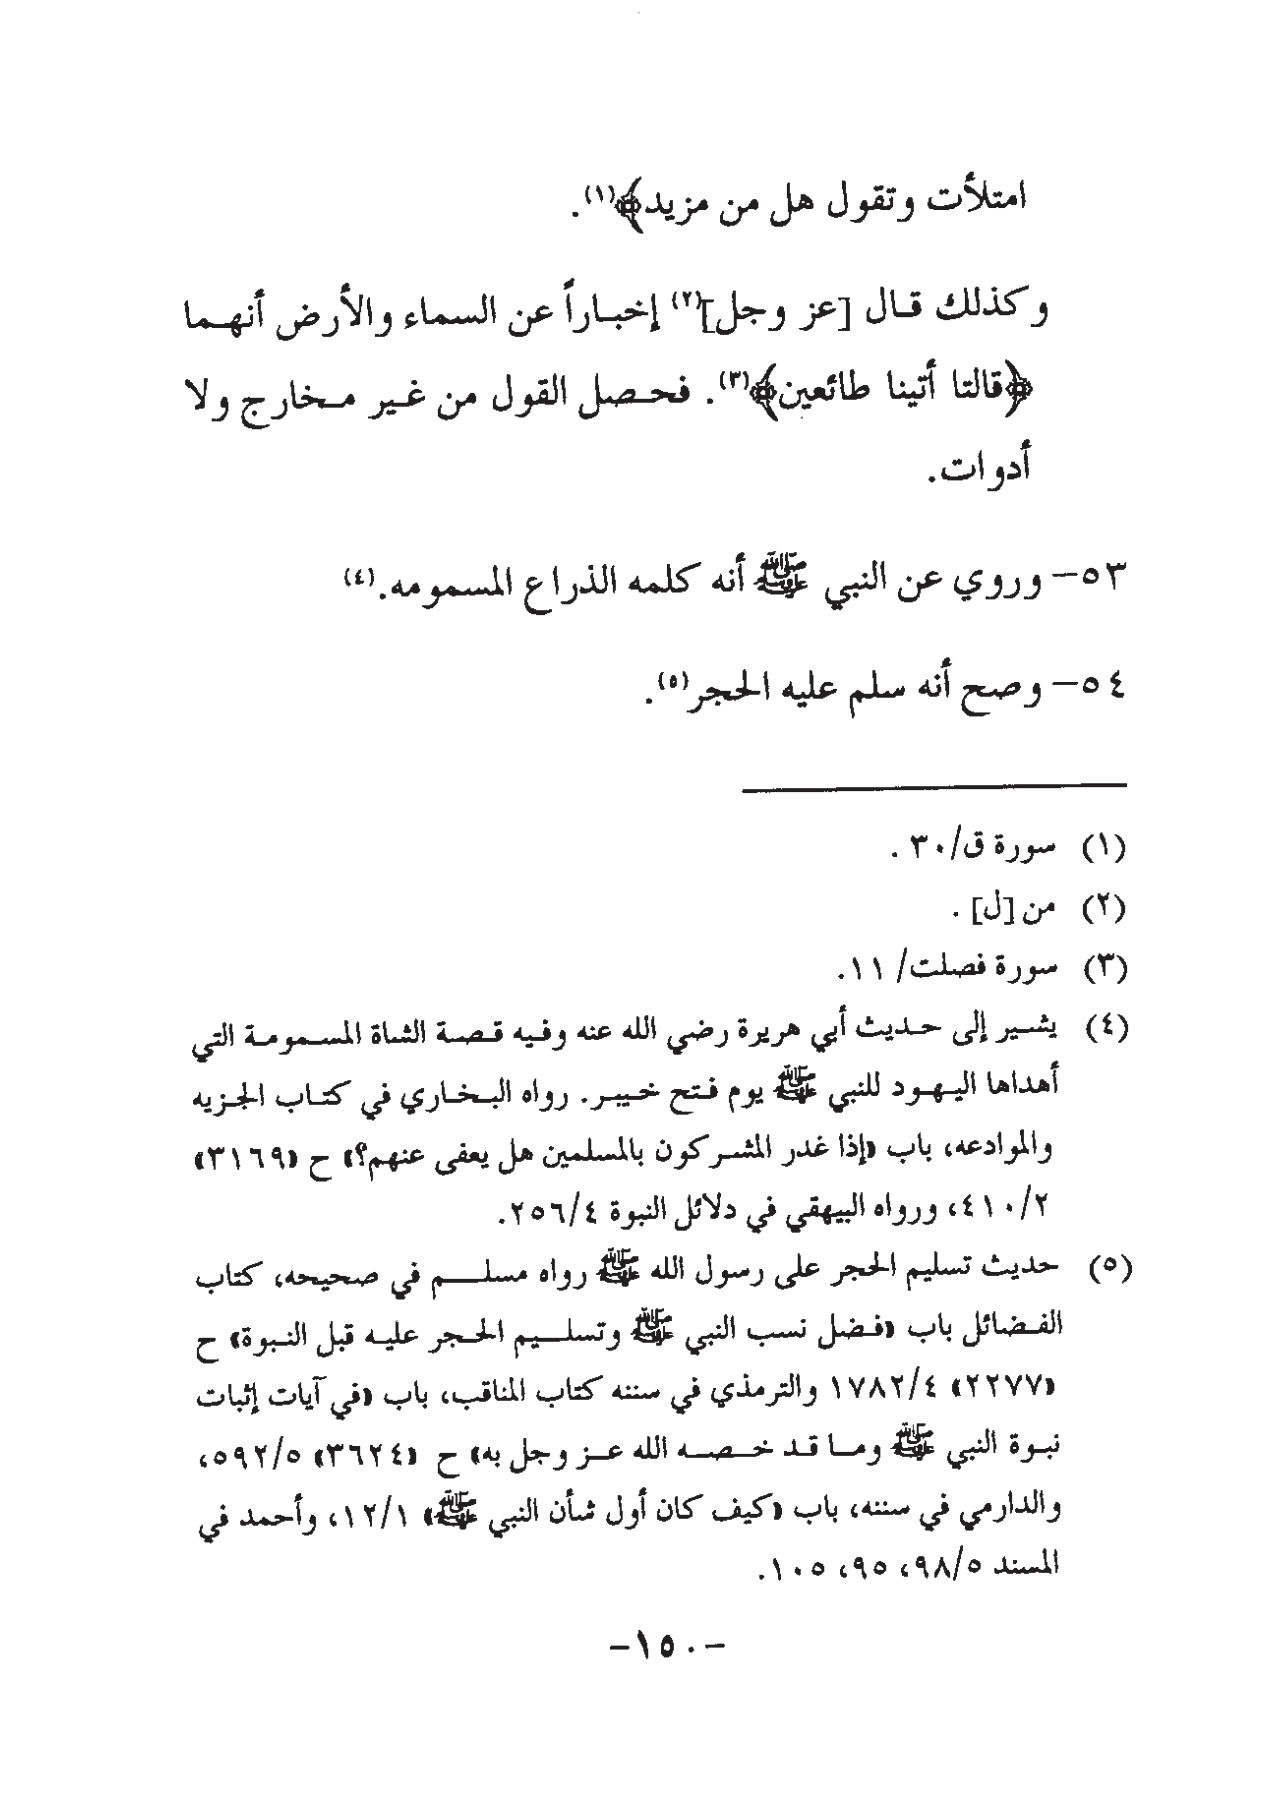 امتلأت وتقول هل من مزيد﴾(١).
وكذلك قال [عز وجل](٢) إخباراً عن السماء والأرض أنهما
﴿قالتا أتينا طائعين﴾(٣). فحصل القول من غير مخارج ولا
أدوات.
٥٣- وروي عن النبي ﷺ أنه كلمه الذراع المسمومه.(٤)
٥٤- وصح أنه سلم عليه الحجر(٥).
(١) سورة ق/٣٠ .
(٢) من [ل] .
(٣) سورة فصلت/ ١١.
(٤) يشير إلى حديث أبي هريرة رضي الله عنه وفيه قصة الشاة المسمومة التي
أهداها اليهود للنبي ﷺ يوم فتح خيبر. رواه البخاري في كتاب الجزيه
والموادعه، باب «إذا غدر المشركون بالمسلمين هل يعفى عنهم؟» ح «٣١٦٩»
٤١٠/٢، ورواه البيهقي في دلائل النبوة ٢٥٦/٤.
(٥) حديث تسليم الحجر على رسول الله ﷺ رواه مسلم في صحيحه، كتاب
الفضائل باب «فضل نسب النبي ﷺ وتسليم الحجر عليه قبل النبوة» ح
«٢٢٧٧» ١٧٨٢/٤ والترمذي في سننه كتاب المناقب، باب «في آيات إثبات
نبوة النبي ﷺ وما قد خصه الله عز وجل به» ح «٣٦٢٤» ٥٩٢/٥،
والدارمي في سننه، باب «كيف كان أول شأن النبي ﷺ» ١٢/١، وأحمد في
المسند ٩٨/٥، ٩٥، ١٠٥.
-١٥٠-